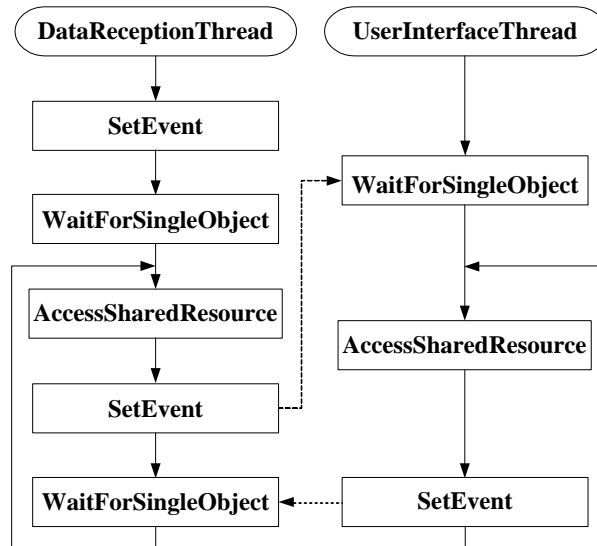 DataReceptionThread
SetEvent
WaitForSingleObject
AccessSharedResource
SetEvent
WaitForSingleObject
UserInterfaceThread
WaitForSingleObject
AccessSharedResource
SetEvent